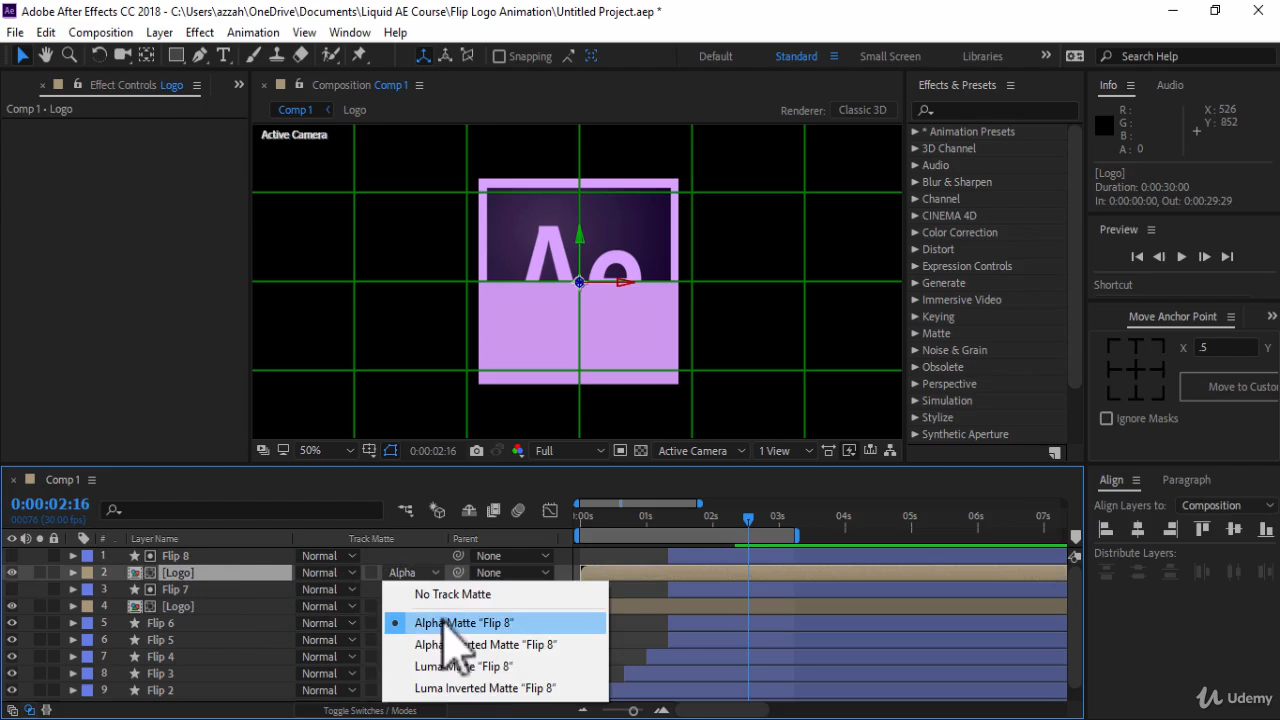 Adobe After Effects CC 2018 - C:\Users\azzah\OneDrive\Documents\Liquid AE Course\Flip Logo Animation\Untitled Project.aep *
File Edit Composition Layer Effect Animation View Window Help
Snapping Default Standard Small Screen Libraries Search Help
Effect Controls Logo
Comp 1 • Logo
Composition Comp 1
Comp 1 Logo Renderer: Classic 3D
Active Camera
Ae
50% 0:00:02:16 Full Active Camera 1 View
Effects & Presets
* Animation Presets
3D Channel
Audio
Blur & Sharpen
Channel
CINEMA 4D
Color Correction
Distort
Expression Controls
Generate
Immersive Video
Keying
Matte
Noise & Grain
Obsolete
Perspective
Simulation
Stylize
Synthetic Aperture
Info Audio
R: X: 526
G: Y: 852
B:
A: 0
[Logo]
Duration: 0:00:30:00
In: 0:00:00:00, Out: 0:00:29:29
Preview
Shortcut
Move Anchor Point
X .5
Move to Custo
Ignore Masks
Align Paragraph
Align Layers to: Composition
Distribute Layers:
Comp 1
0:00:02:16
00076 (30.00 fps)
:00s 01s 02s 03s 04s 05s 06s 07s
# Layer Name Track Matte Parent
1 Flip 8 Normal None
2 [Logo] Normal Alpha None
3 Flip 7 Normal
4 [Logo] Normal
5 Flip 6 Normal
6 Flip 5 Normal
7 Flip 4 Normal
8 Flip 3 Normal
9 Flip 2 Normal
No Track Matte
Alpha Matte "Flip 8"
Matte "Flip 8"
"Flip 8"
Luma Inverted Matte "Flip 8"
Toggle Switches / Modes
Udemy